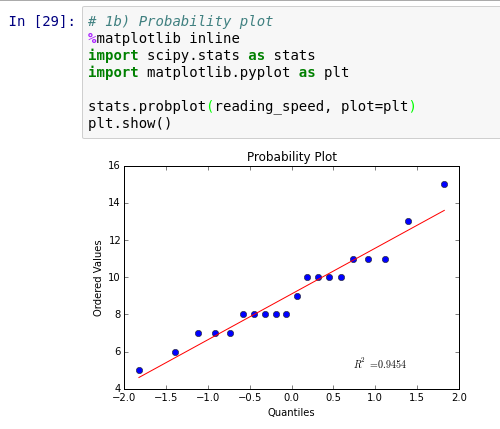 In [29]: # 1b) Probability plot
%matplotlib inline
import scipy.stats as stats
import matplotlib.pyplot as plt
stats.probplot(reading_speed, plot=plt)
plt.show()
Probability Plot
16
14
12
10
8
6
4
Ordered Values
R² =0.9454
−2.0 −1.5 −1.0 −0.5 0.0 0.5 1.0 1.5 2.0
Quantiles